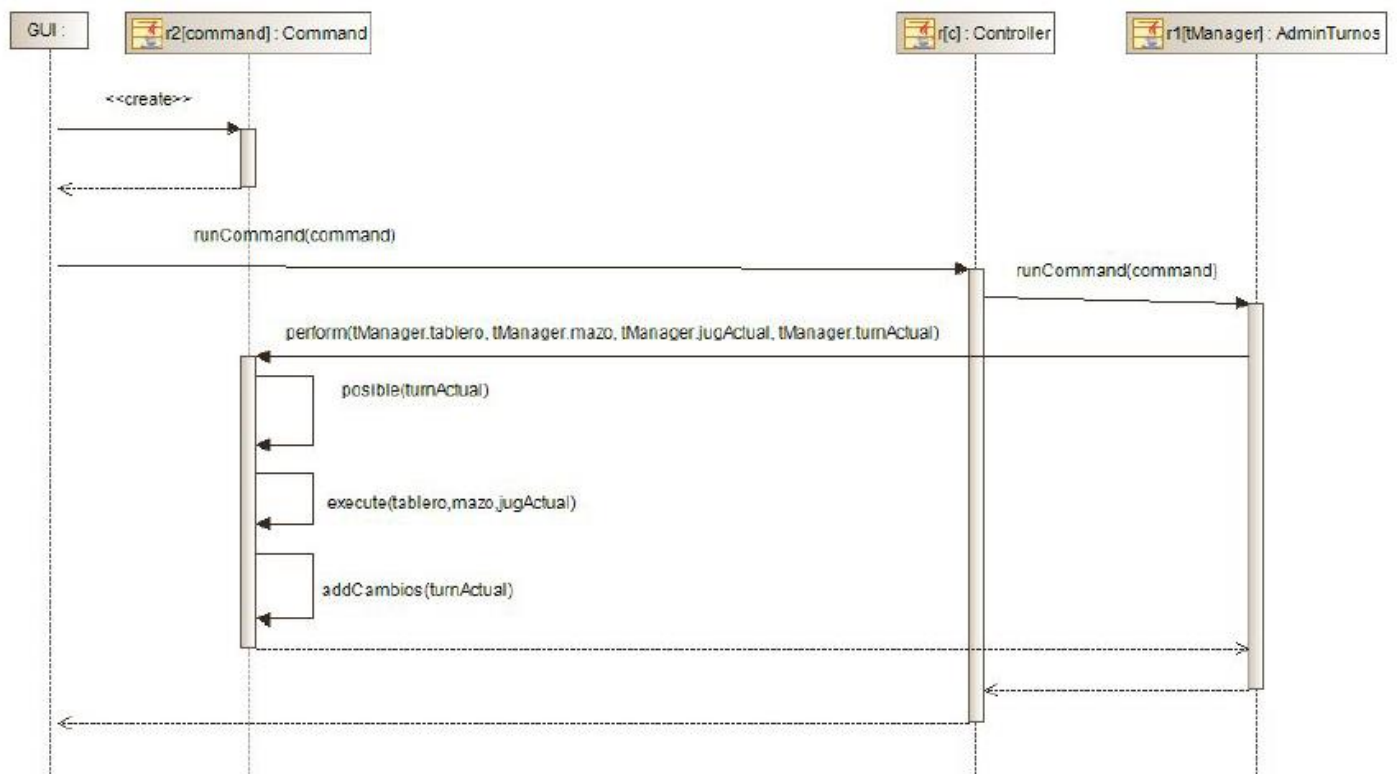 GUI :
r2[command] : Command
r[c] : Controller
r1[tManager] : AdminTurnos
<<create>>
runCommand(command)
runCommand(command)
perform(tManager.tablero, tManager.mazo, tManager.jugActual, tManager.turnActual)
posible(turnActual)
execute(tablero,mazo,jugActual)
addCambios(turnActual)